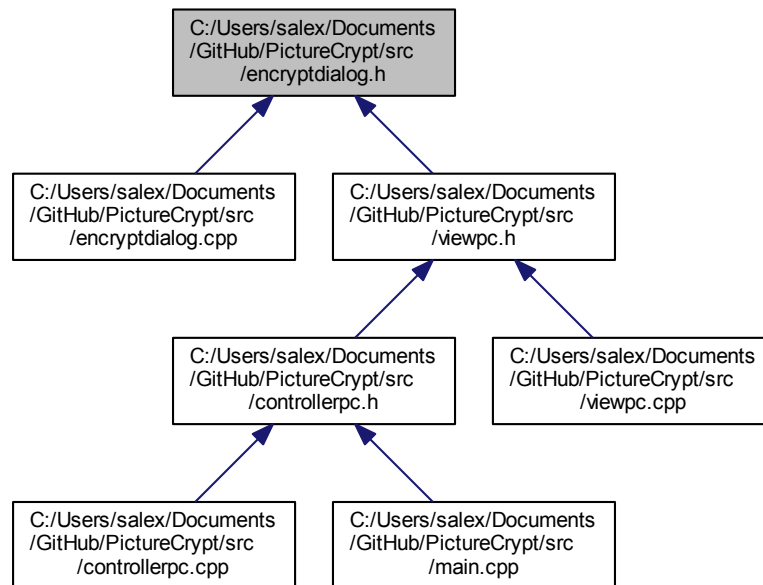 C:/Users/salex/Documents
/GitHub/PictureCrypt/src
/encryptdialog.h
C:/Users/salex/Documents
/GitHub/PictureCrypt/src
/encryptdialog.cpp
C:/Users/salex/Documents
/GitHub/PictureCrypt/src
/viewpc.h
C:/Users/salex/Documents
/GitHub/PictureCrypt/src
/controllerpc.h
C:/Users/salex/Documents
/GitHub/PictureCrypt/src
/viewpc.cpp
C:/Users/salex/Documents
/GitHub/PictureCrypt/src
/controllerpc.cpp
C:/Users/salex/Documents
/GitHub/PictureCrypt/src
/main.cpp